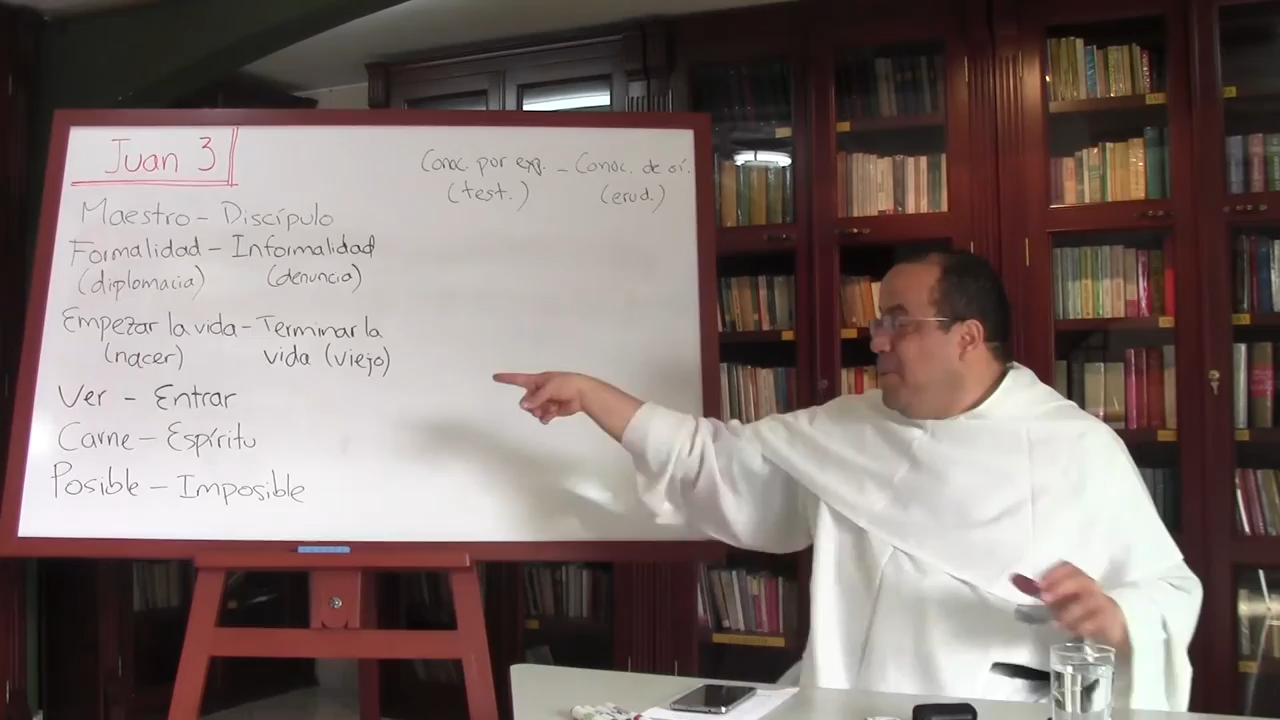 Juan 3
Maestro - Discípulo
Formalidad - Informalidad
(diplomacia) (denuncia)
Empezar la vida - Terminar la
(nacer) vida (viejo)
Ver - Entrar
Carne - Espíritu
Posible - Imposible
Conoc. por exp. - Conoc. de oí.
(test.) (erud.)